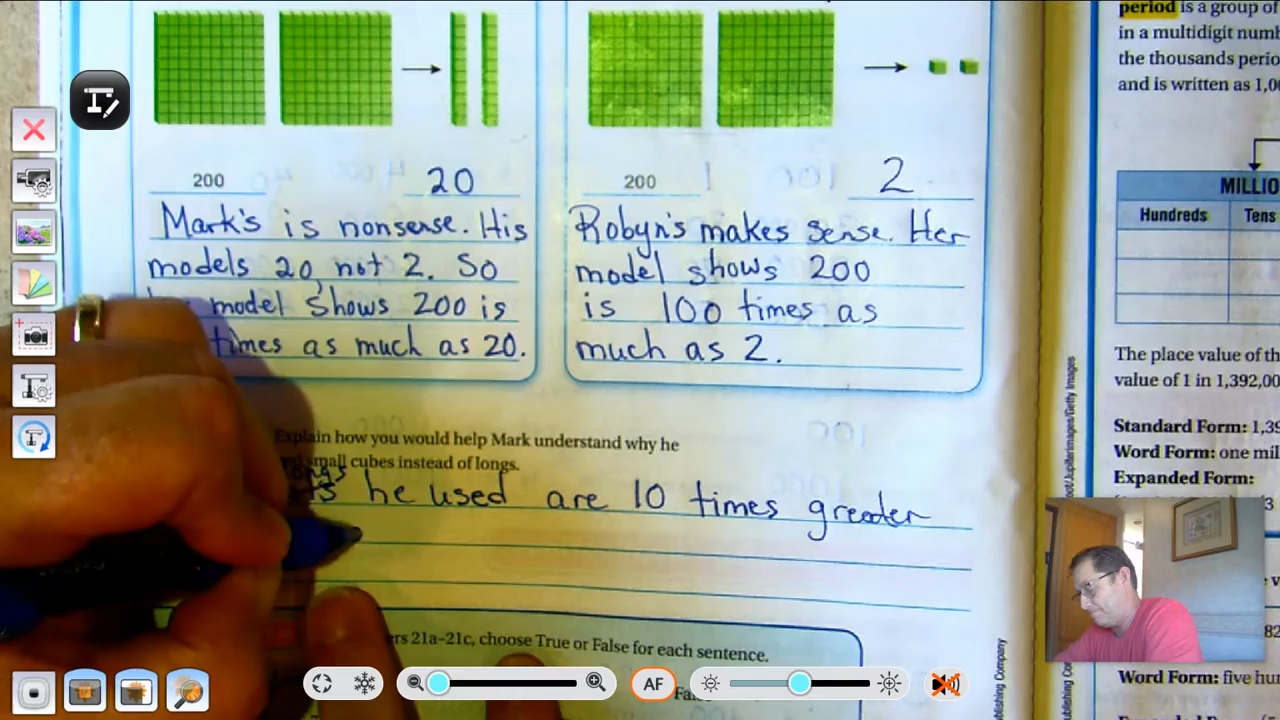 period is a group of
in a multidigit
the thousands
and is written as
200
20
200
2
Mark's is nonsense. His
models 20, not 2. So
model shows 200 is
times as much as 20.
Robyn's makes sense. Her
model shows 200
is 100 times as
much as 2.
MILLIO
Hundreds Tens
The place value of
value of 1 in 1,392,00
Explain how you would help Mark understand why he
small cubes instead of longs.
he used are 10 times greater
Standard Form: 1,39
Word Form: one mil
Expanded Form:
21a–21c, choose True or False for each sentence.
Word Form: five hun
AF